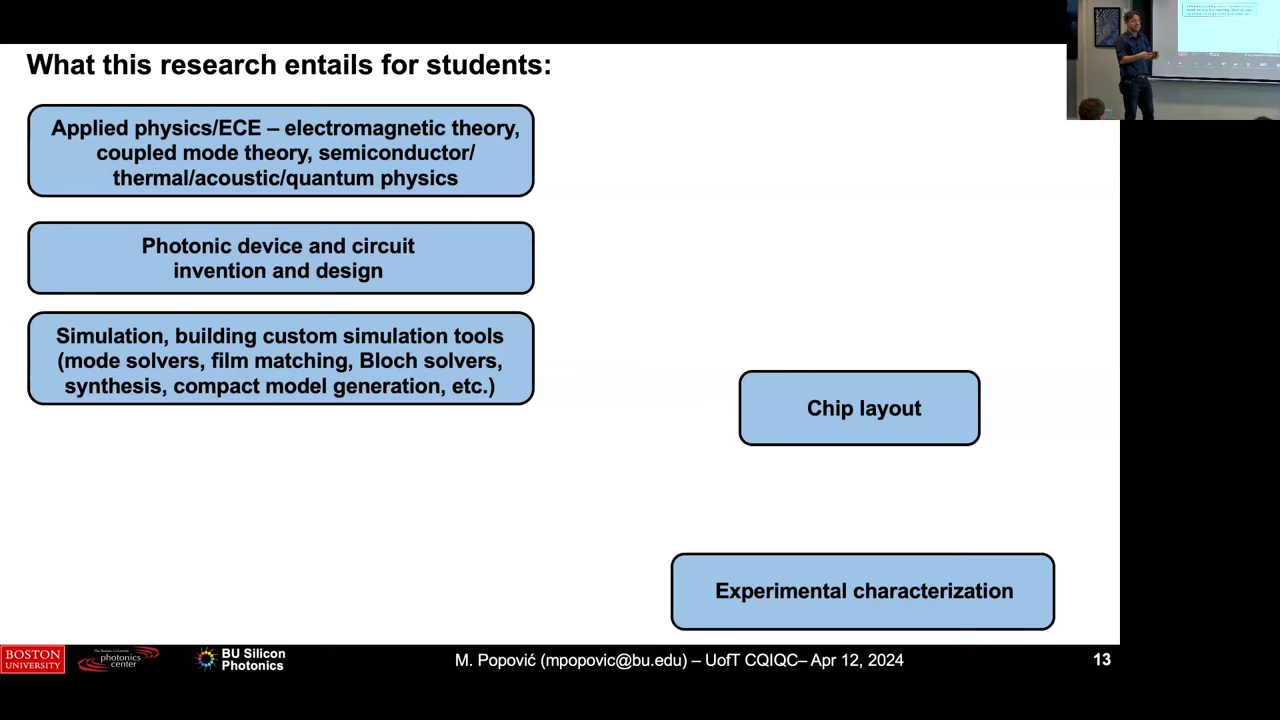 What this research entails for students:
Applied physics/ECE – electromagnetic theory,
coupled mode theory, semiconductor/
thermal/acoustic/quantum physics
Photonic device and circuit
invention and design
Simulation, building custom simulation tools
(mode solvers, film matching, Bloch solvers,
synthesis, compact model generation, etc.)
Chip layout
Experimental characterization
BOSTON
UNIVERSITY
The Boston University
photonics
center
BU Silicon
Photonics
M. Popović (mpopovic@bu.edu) – UofT CQIQC– Apr 12, 2024
13